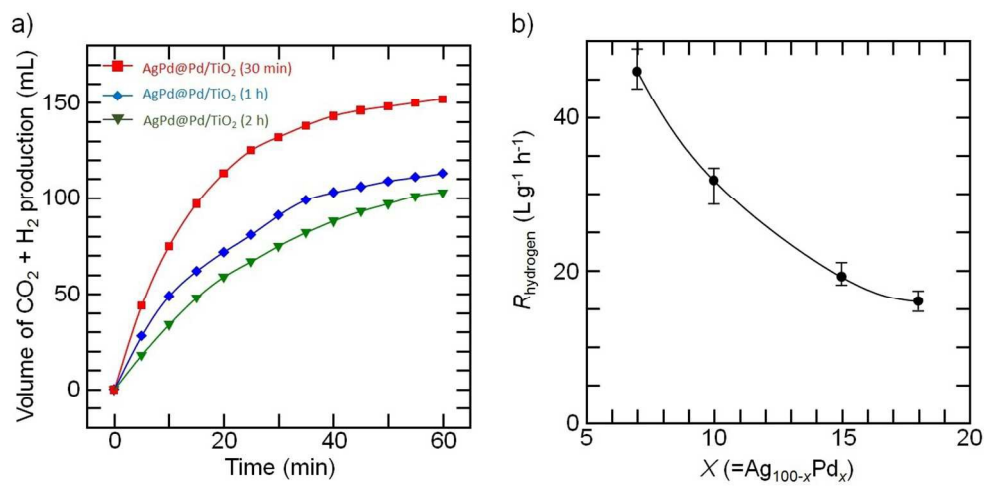 a)
Volume of CO₂ + H₂ production (mL)
150
100
50
0
AgPd@Pd/TiO₂ (30 min)
AgPd@Pd/TiO₂ (1 h)
AgPd@Pd/TiO₂ (2 h)
0 20 40 60
Time (min)
b)
R hydrogen (L g⁻¹ h⁻¹)
40
20
0
5 10 15 20
X (=Ag₁₀₀₋ₓPdₓ)